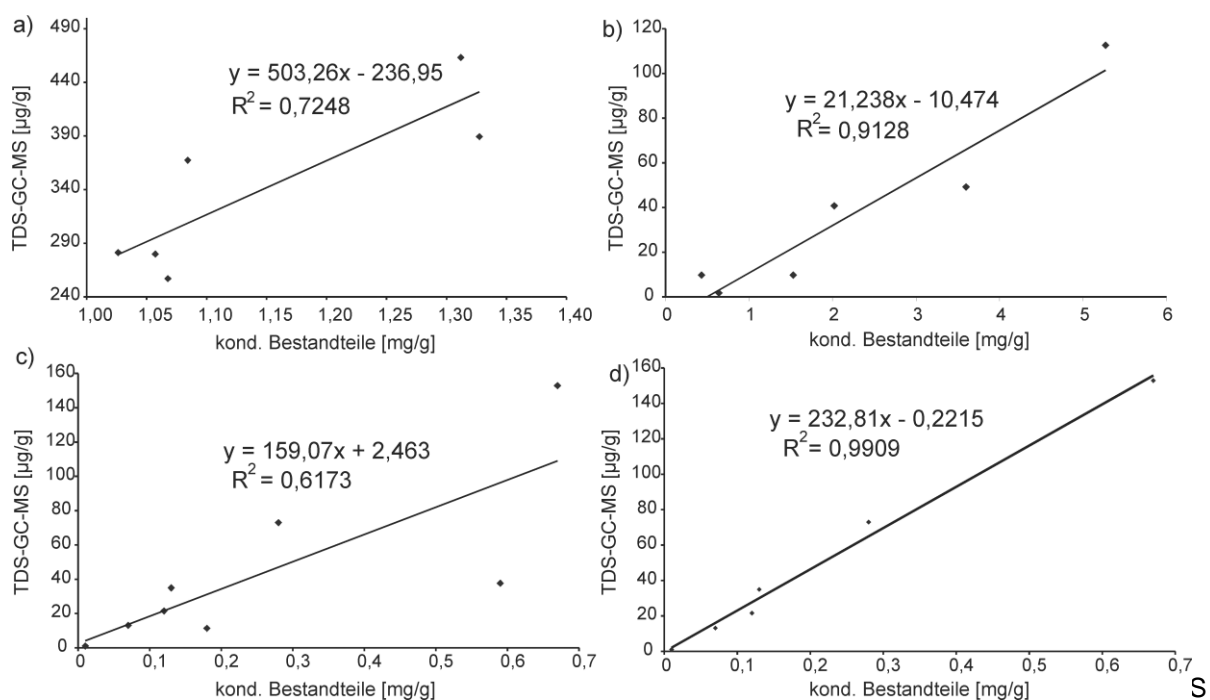 a)
490
440
390
340
290
240
TDS-GC-MS [µg/g]
y = 503,26x - 236,95
R² = 0,7248
1,00 1,05 1,10 1,15 1,20 1,25 1,30 1,35 1,40
kond. Bestandteile [mg/g]
b)
120
100
80
60
40
20
0
TDS-GC-MS [µg/g]
y = 21,238x - 10,474
R²= 0,9128
0 1 2 3 4 5 6
kond. Bestandteile [mg/g]
c)
160
140
120
100
80
60
40
20
0
TDS-GC-MS [µg/g]
y = 159,07x + 2,463
R² = 0,6173
0 0,1 0,2 0,3 0,4 0,5 0,6 0,7
kond. Bestandteile [mg/g]
d)
160
140
120
100
80
60
40
20
0
TDS-GC-MS [µg/g]
y = 232,81x - 0,2215
R² = 0,9909
0 0,1 0,2 0,3 0,4 0,5 0,6 0,7
kond. Bestandteile [mg/g]
S